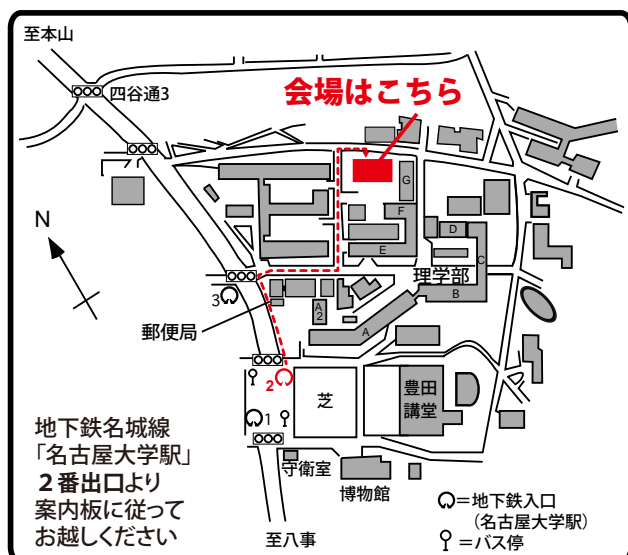 至本山
四谷通3
会場はこちら
N
G
F
E
D
C
理学部
B
A
2
A
3
郵便局
2
1
芝
豊田
講堂
地下鉄名城線
「名古屋大学駅」
2番出口より
案内板に従って
お越しください
守衛室
博物館
至八事
=地下鉄入口
(名古屋大学駅)
=バス停